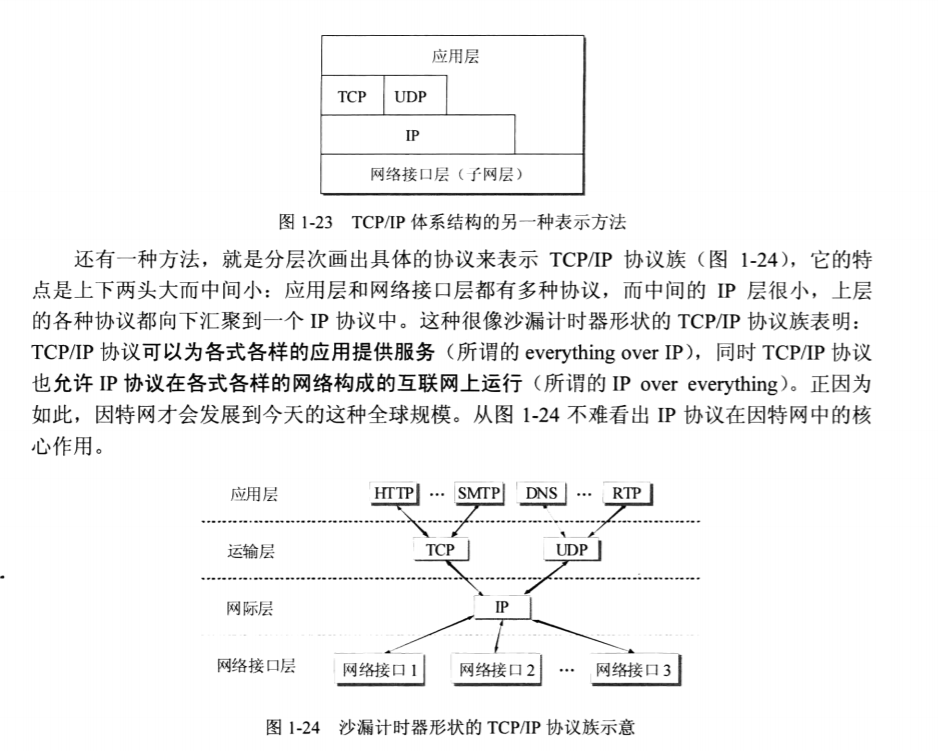 应用层
TCP UDP
IP
网络接口层（子网层）
图 1-23 TCP/IP 体系结构的另一种表示方法
还有一种方法，就是分层次画出具体的协议来表示 TCP/IP 协议族（图 1-24），它的特
点是上下两头大而中间小：应用层和网络接口层都有多种协议，而中间的 IP 层很小，上层
的各种协议都向下汇聚到一个 IP 协议中。这种很像沙漏计时器形状的 TCP/IP 协议族表明：
TCP/IP 协议可以为各式各样的应用提供服务（所谓的 everything over IP），同时 TCP/IP 协议
也允许 IP 协议在各式各样的网络构成的互联网上运行（所谓的 IP over everything）。正因为
如此，因特网才会发展到今天的这种全球规模。从图 1-24 不难看出 IP 协议在因特网中的核
心作用。
应用层 HTTP … SMTP DNS … RTP
运输层 TCP UDP
网际层 IP
网络接口层 网络接口 1 网络接口 2 … 网络接口 3
图 1-24 沙漏计时器形状的 TCP/IP 协议族示意